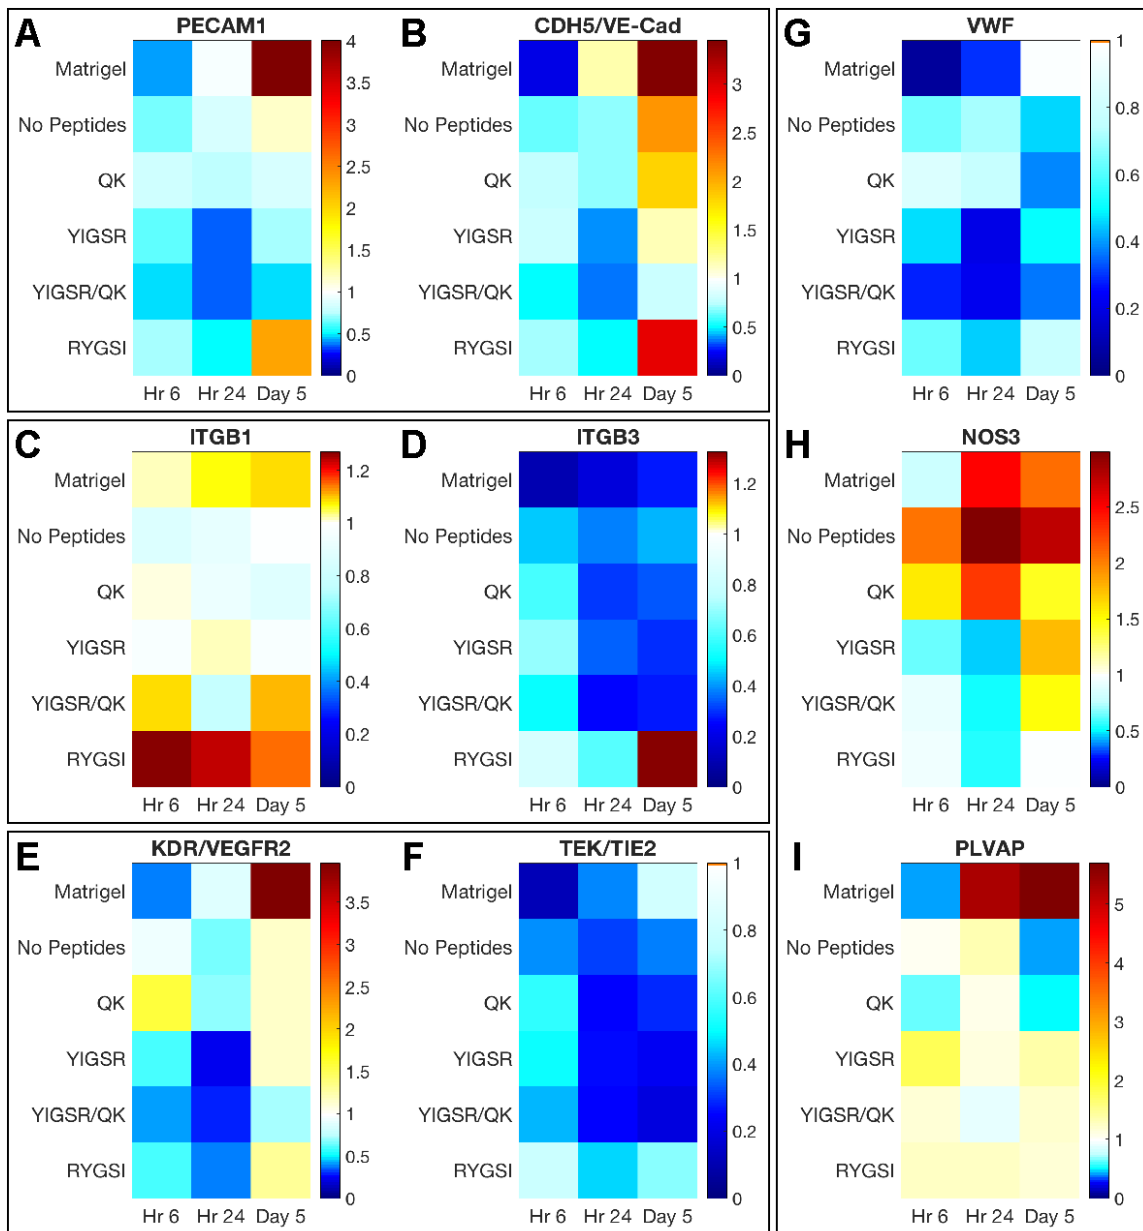 A
PECAM1
Matrigel
No Peptides
QK
YIGSR
YIGSR/QK
RYGSI
Hr 6 Hr 24 Day 5
4
3.5
3
2.5
2
1.5
1
0.5
0
B
CDH5/VE-Cad
Hr 6 Hr 24 Day 5
3
2.5
2
1.5
1
0.5
0
G
VWF
Matrigel
No Peptides
QK
YIGSR
YIGSR/QK
RYGSI
Hr 6 Hr 24 Day 5
1
0.8
0.6
0.4
0.2
0
C
ITGB1
Matrigel
No Peptides
QK
YIGSR
YIGSR/QK
RYGSI
Hr 6 Hr 24 Day 5
1.2
1
0.8
0.6
0.4
0.2
0
D
ITGB3
Matrigel
No Peptides
QK
YIGSR
YIGSR/QK
RYGSI
Hr 6 Hr 24 Day 5
1.2
1
0.8
0.6
0.4
0.2
0
H
NOS3
Matrigel
No Peptides
QK
YIGSR
YIGSR/QK
RYGSI
Hr 6 Hr 24 Day 5
2.5
2
1.5
1
0.5
0
E
KDR/VEGFR2
Matrigel
No Peptides
QK
YIGSR
YIGSR/QK
RYGSI
Hr 6 Hr 24 Day 5
3.5
3
2.5
2
1.5
1
0.5
0
F
TEK/TIE2
Matrigel
No Peptides
QK
YIGSR
YIGSR/QK
RYGSI
Hr 6 Hr 24 Day 5
1
0.8
0.6
0.4
0.2
0
I
PLVAP
Matrigel
No Peptides
QK
YIGSR
YIGSR/QK
RYGSI
Hr 6 Hr 24 Day 5
5
4
3
2
1
0